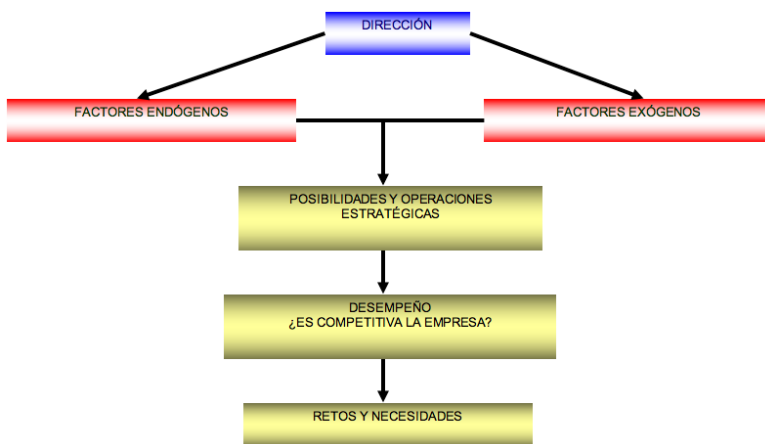 DIRECCIÓN
FACTORES ENDÓGENOS
FACTORES EXÓGENOS
POSIBILIDADES Y OPERACIONES
ESTRATÉGICAS
DESEMPEÑO
¿ES COMPETITIVA LA EMPRESA?
RETOS Y NECESIDADES